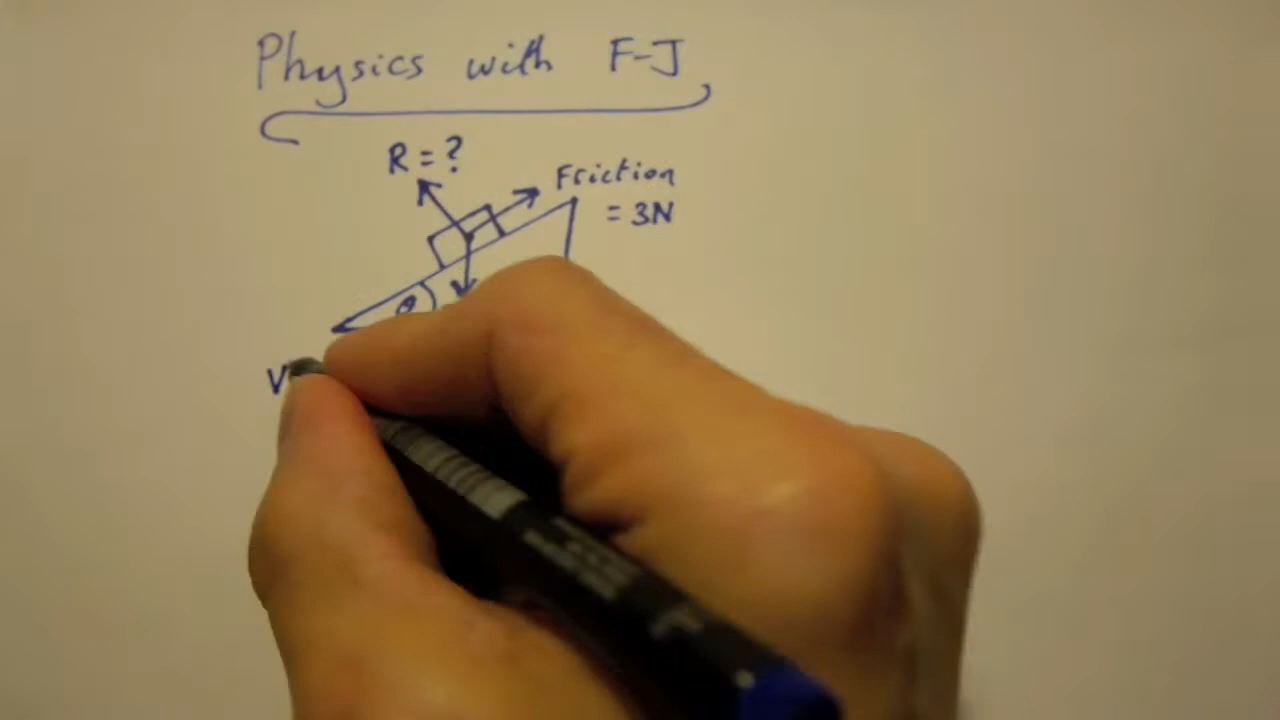 Physics with F-J
R = ?
Friction
= 3N
θ
V